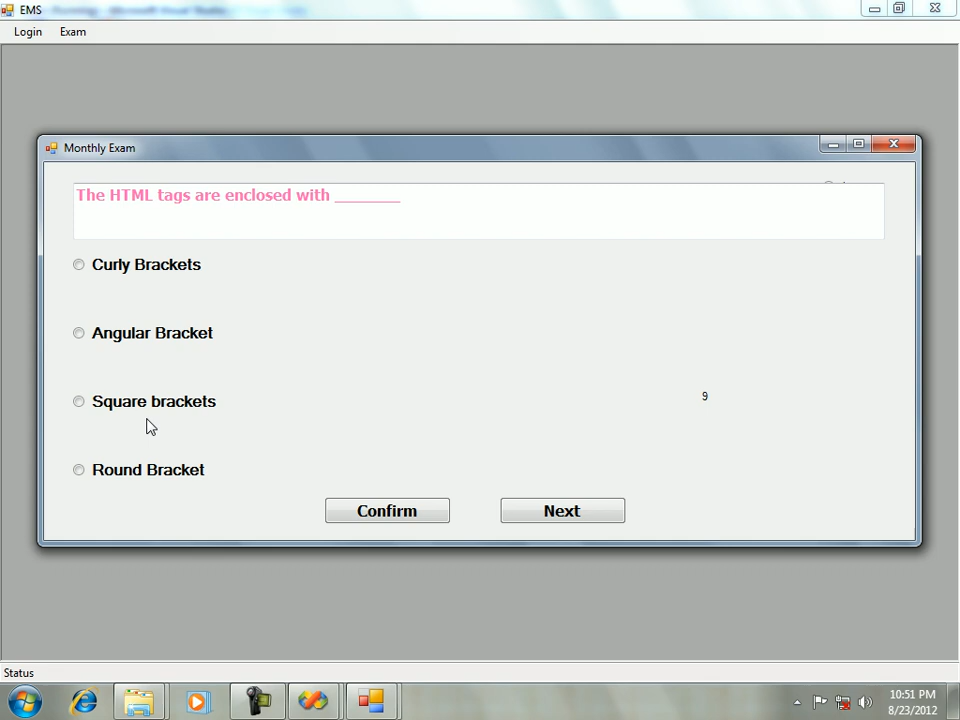 EMS
Login Exam
Monthly Exam
The HTML tags are enclosed with _______
Curly Brackets
Angular Bracket
Square brackets
9
Round Bracket
Confirm Next
Status
10:51 PM
8/23/2012